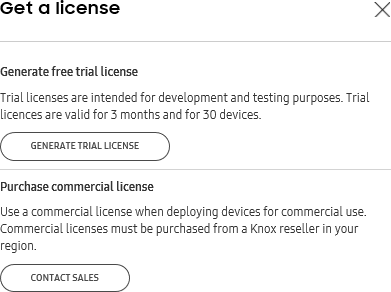 Get a license
Generate free trial license
Trial licenses are intended for development and testing purposes. Trial
licences are valid for 3 months and for 30 devices.
GENERATE TRIAL LICENSE
Purchase commercial license
Use a commercial license when deploying devices for commercial use.
Commercial licenses must be purchased from a Knox reseller in your
region.
CONTACT SALES